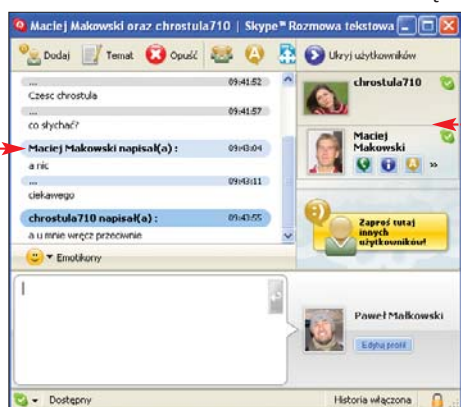 Maciej Makowski oraz chrostula710 | Skype™ Rozmowa tekstowa
Dodaj Temat Opuść Ukryj użytkowników
... 09:41:52
Czesc chrostula
... 09:41:57
co słychać?
Maciej Makowski napisał(a) : 09:43:04
a nic
... 09:43:11
ciekawego
chrostula710 napisał(a) : 09:43:55
a u mnie wręcz przeciwnie
Emotikony
chrostula710
Maciej
Makowski
»
Zaproś tutaj
innych
użytkowników!
Paweł Małkowski
Edytuj profil
Dostępny
Historia włączona